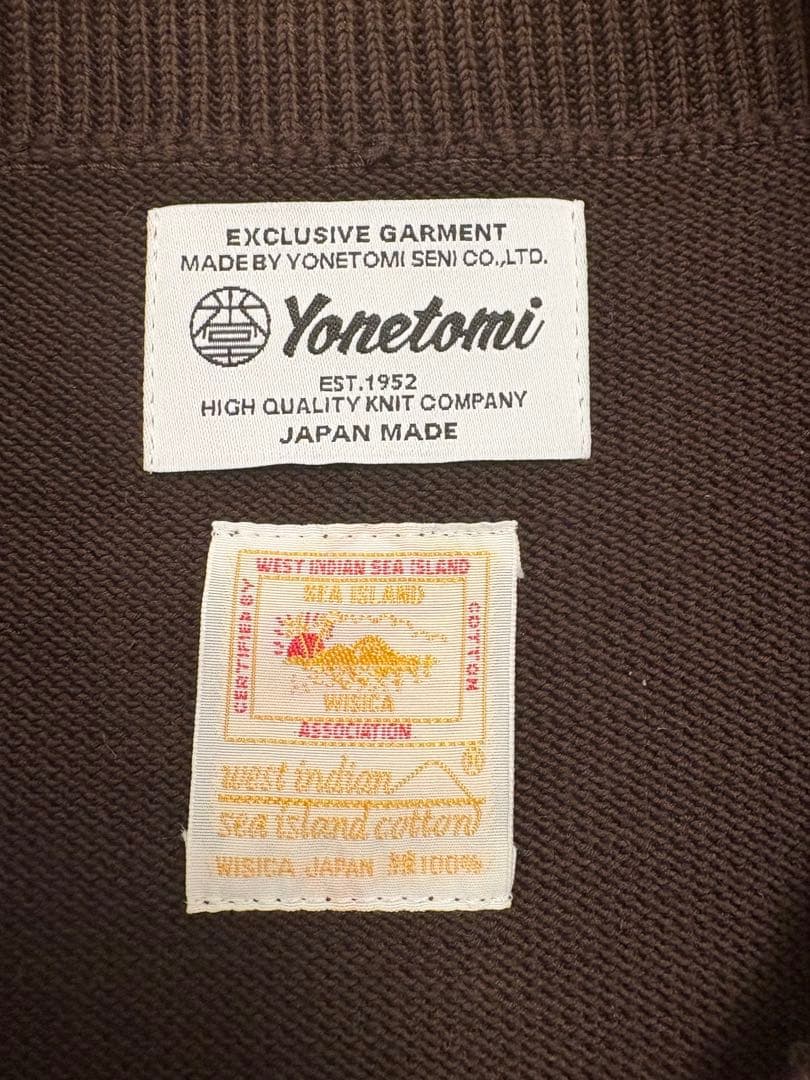 EXCLUSIVE GARMENT
MADE BY YONETOMI SENI CO.,LTD.
Yonetomi
EST.1952
HIGH QUALITY KNIT COMPANY
JAPAN MADE
WEST INDIAN SEA ISLAND
CERTIFIED BY
SEA ISLAND
COTTON
WISICA
ASSOCIATION
west indian
sea island cotton
WISICA JAPAN 綿100%